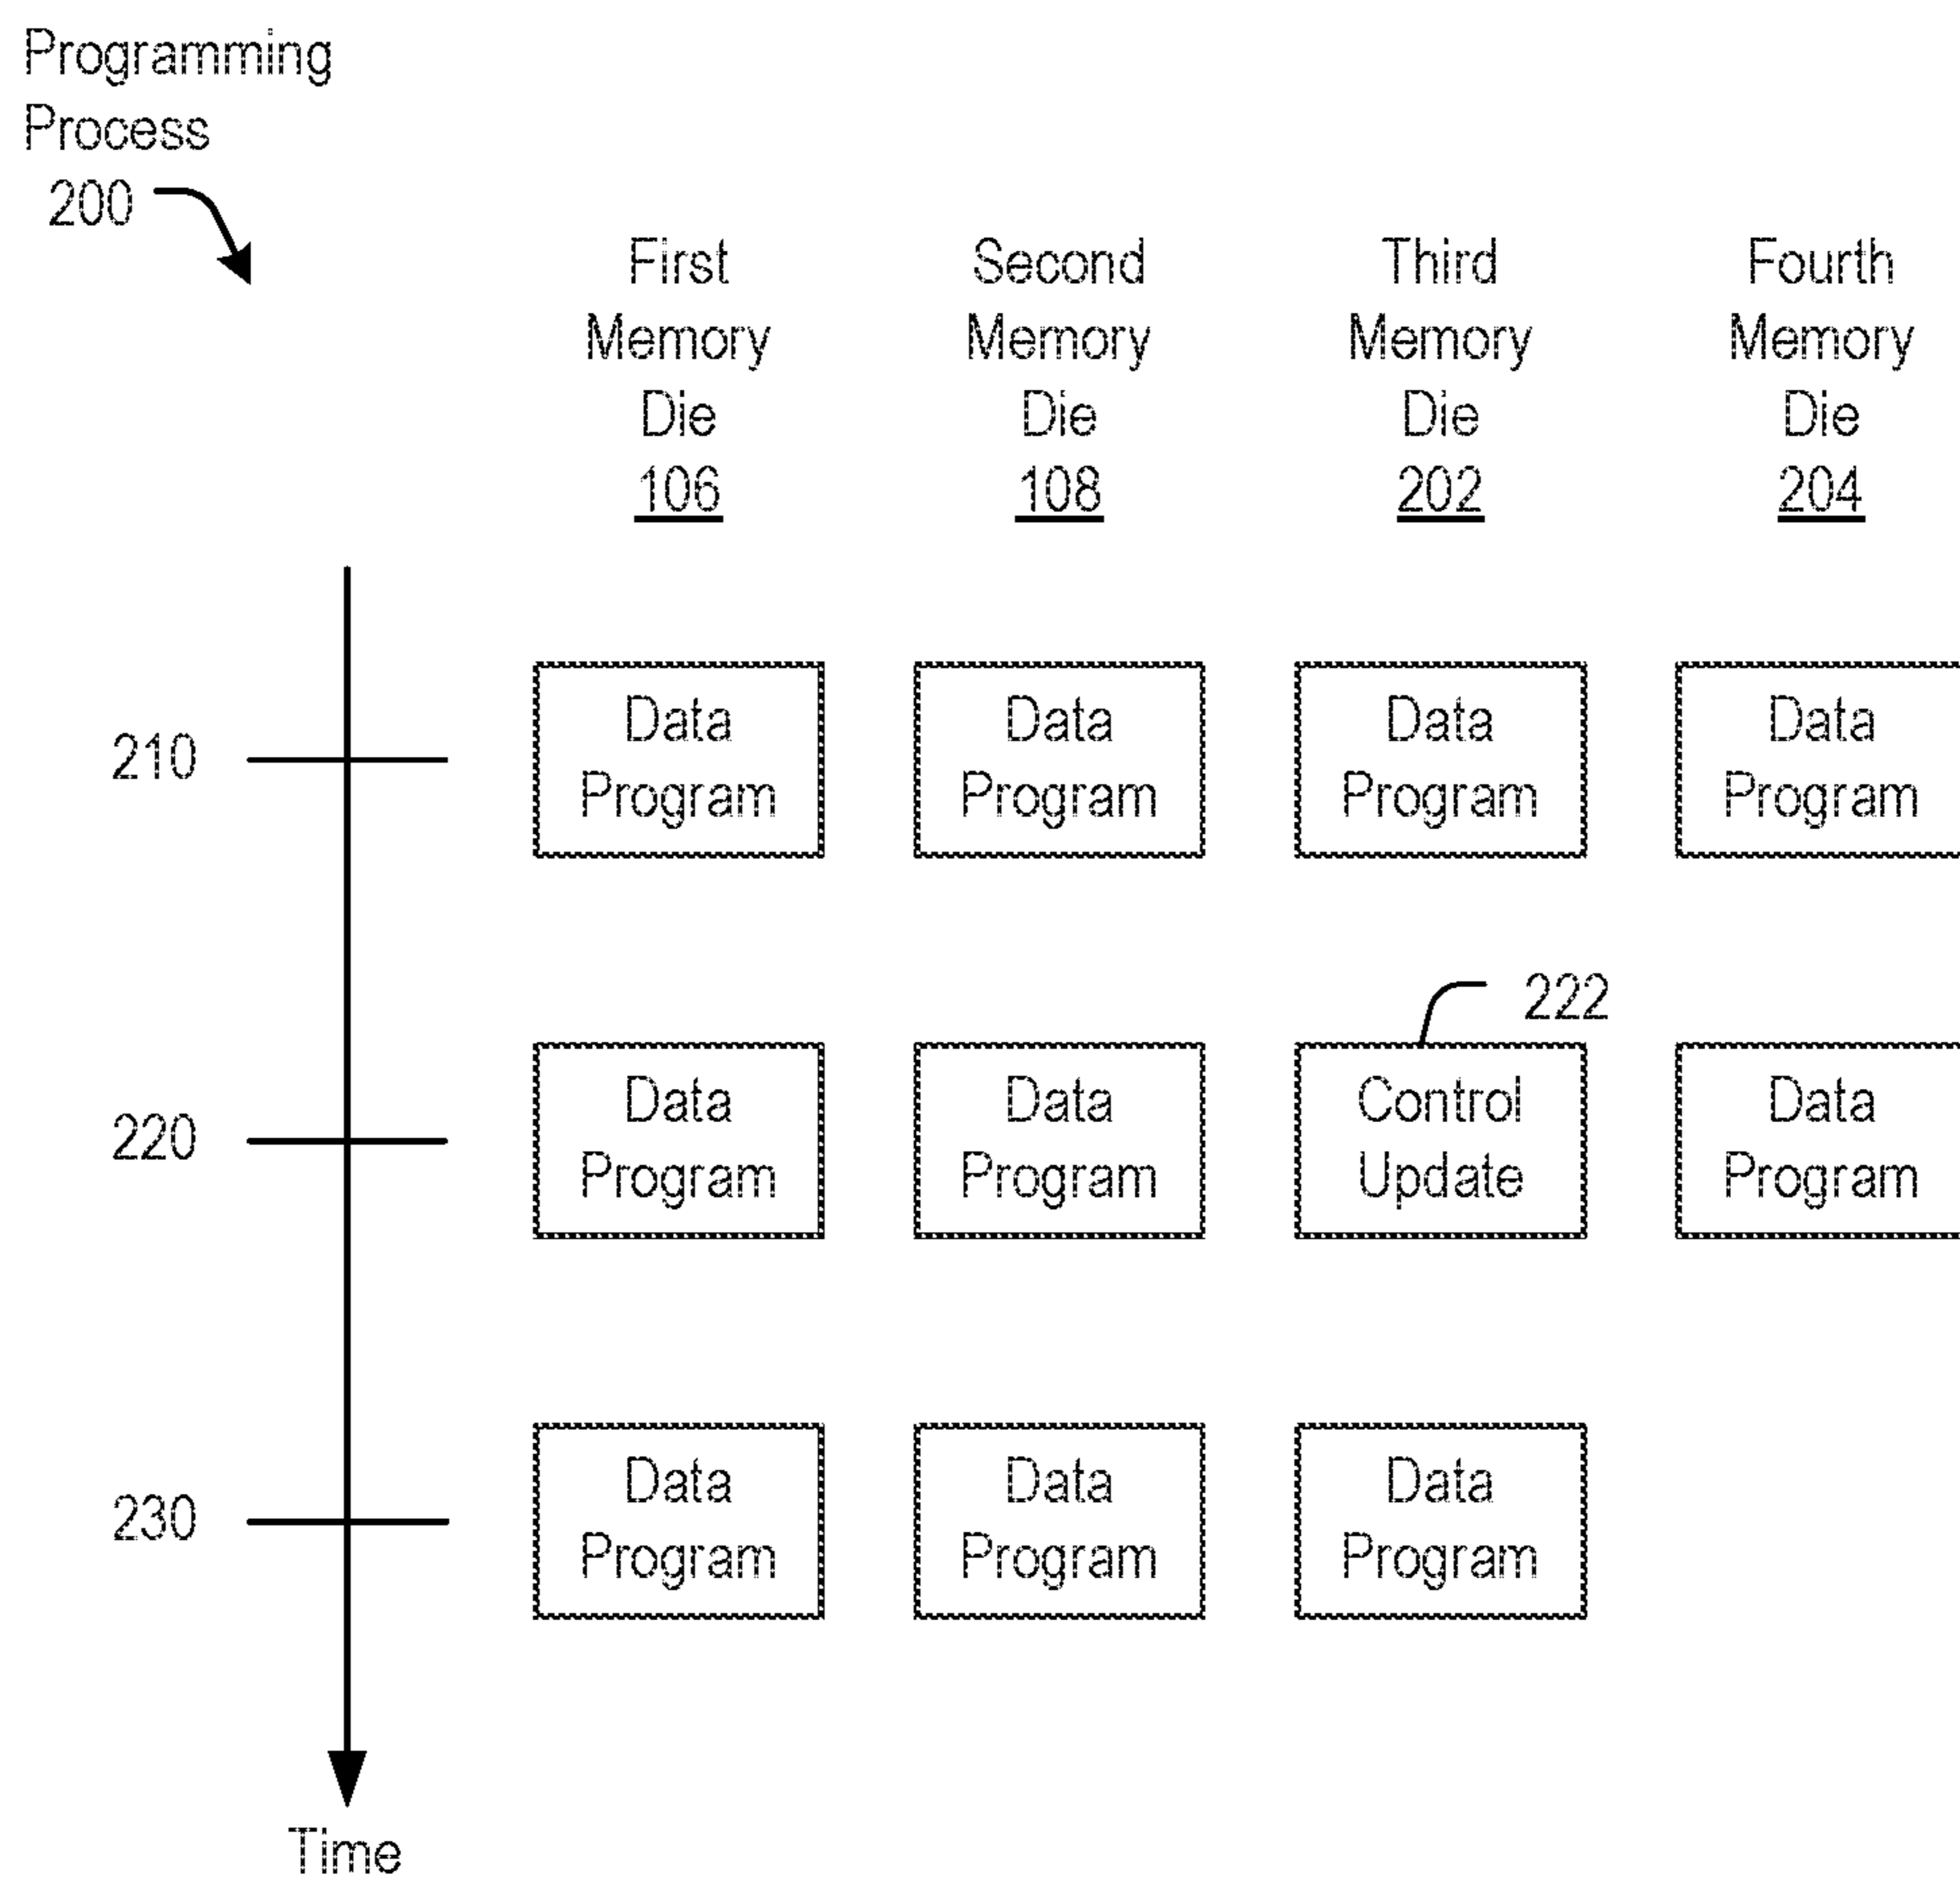 Programming
Process
200
First
Memory
Die
106
Second
Memory
Die
108
Third
Memory
Die
202
Fourth
Memory
Die
204
210
Data
Program
Data
Program
Data
Program
Data
Program
222
220
Data
Program
Data
Program
Control
Update
Data
Program
230
Data
Program
Data
Program
Data
Program
Time